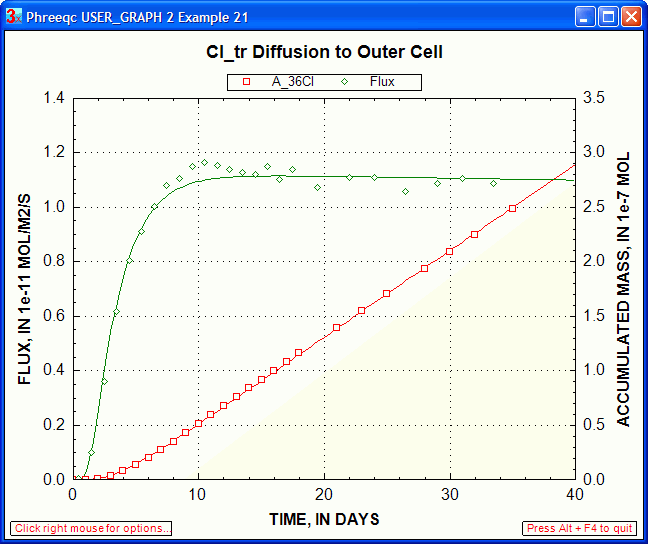 Phreeqc USER_GRAPH 2 Example 21
Cl_tr Diffusion to Outer Cell
A_36Cl Flux
1.4
1.2
1.0
0.8
0.6
0.4
0.2
0.0
FLUX, IN 1e-11 MOL/M2/S
3.5
3.0
2.5
2.0
1.5
1.0
0.5
0.0
ACCUMULATED MASS, IN 1e-7 MOL
0 10 20 30 40
TIME, IN DAYS
Click right mouse for options...
Press Alt + F4 to quit